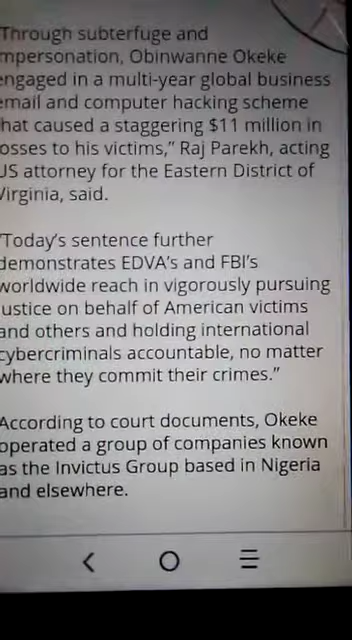 Through subterfuge and
mpersonation, Obinwanne Okeke
engaged in a multi-year global business
email and computer hacking scheme
hat caused a staggering $11 million in
osses to his victims,” Raj Parekh, acting
US attorney for the Eastern District of
Virginia, said.
“Today’s sentence further
demonstrates EDVA’s and FBI’s
worldwide reach in vigorously pursuing
justice on behalf of American victims
and others and holding international
cybercriminals accountable, no matter
where they commit their crimes.”
According to court documents, Okeke
operated a group of companies known
as the Invictus Group based in Nigeria
and elsewhere.